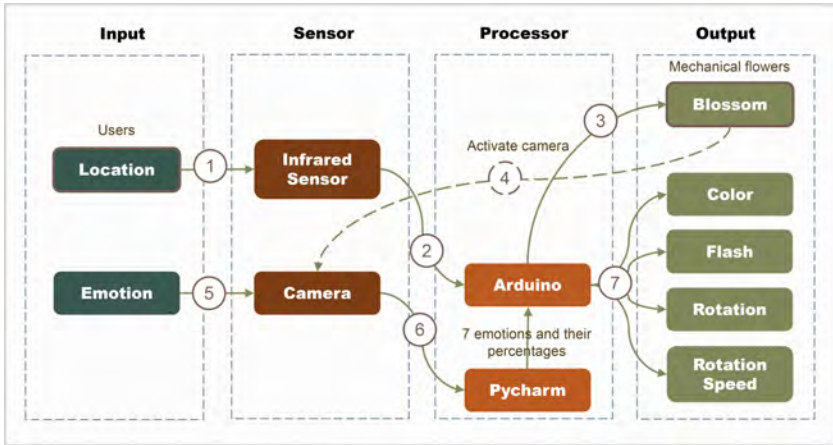 Input
Sensor
Processor
Output
Users
Location
1
Infrared
Sensor
2
Activate camera
4
3
Mechanical flowers
Blossom
Emotion
5
Camera
6
Arduino
7 emotions and their
percentages
Pycharm
7
Color
Flash
Rotation
Rotation
Speed